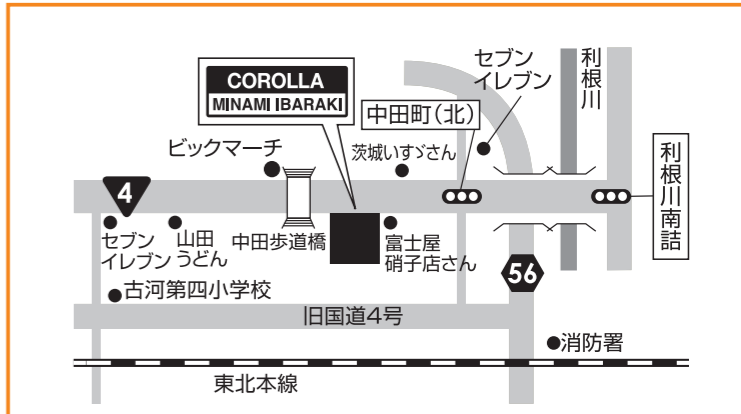 セブン
イレブン
利根川
COROLLA
MINAMI IBARAKI
中田町(北)
ビックマーチ
茨城いすゞさん
利根川南詰
4
セブン
イレブン
山田
うどん
中田歩道橋
富士屋
硝子店さん
56
古河第四小学校
旧国道4号
消防署
東北本線